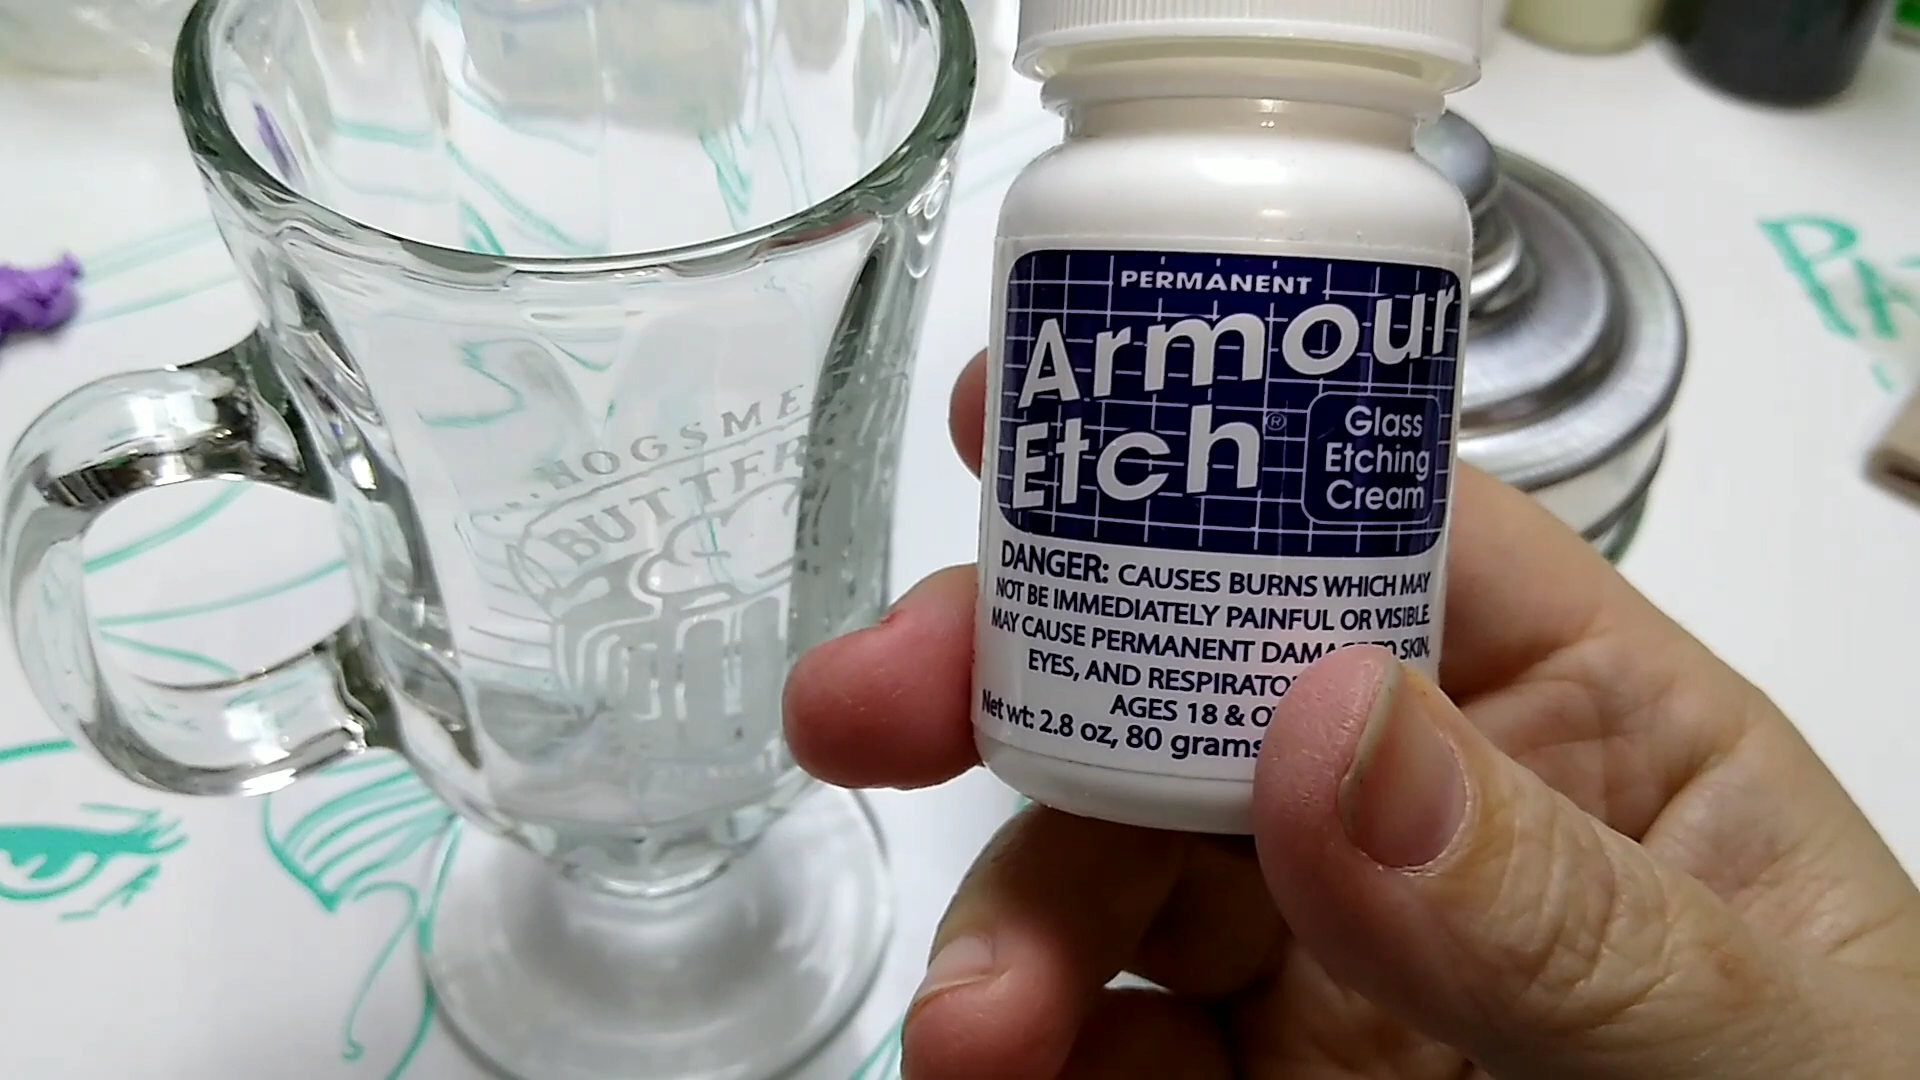 HOGSME
BUTTER
PERMANENT
Armour
Etch®
Glass
Etching
Cream
DANGER: CAUSES BURNS WHICH MAY
NOT BE IMMEDIATELY PAINFUL OR VISIBLE.
MAY CAUSE PERMANENT DAMAGE TO SKIN,
EYES, AND RESPIRATO
AGES 18 & O
Net wt: 2.8 oz, 80 grams